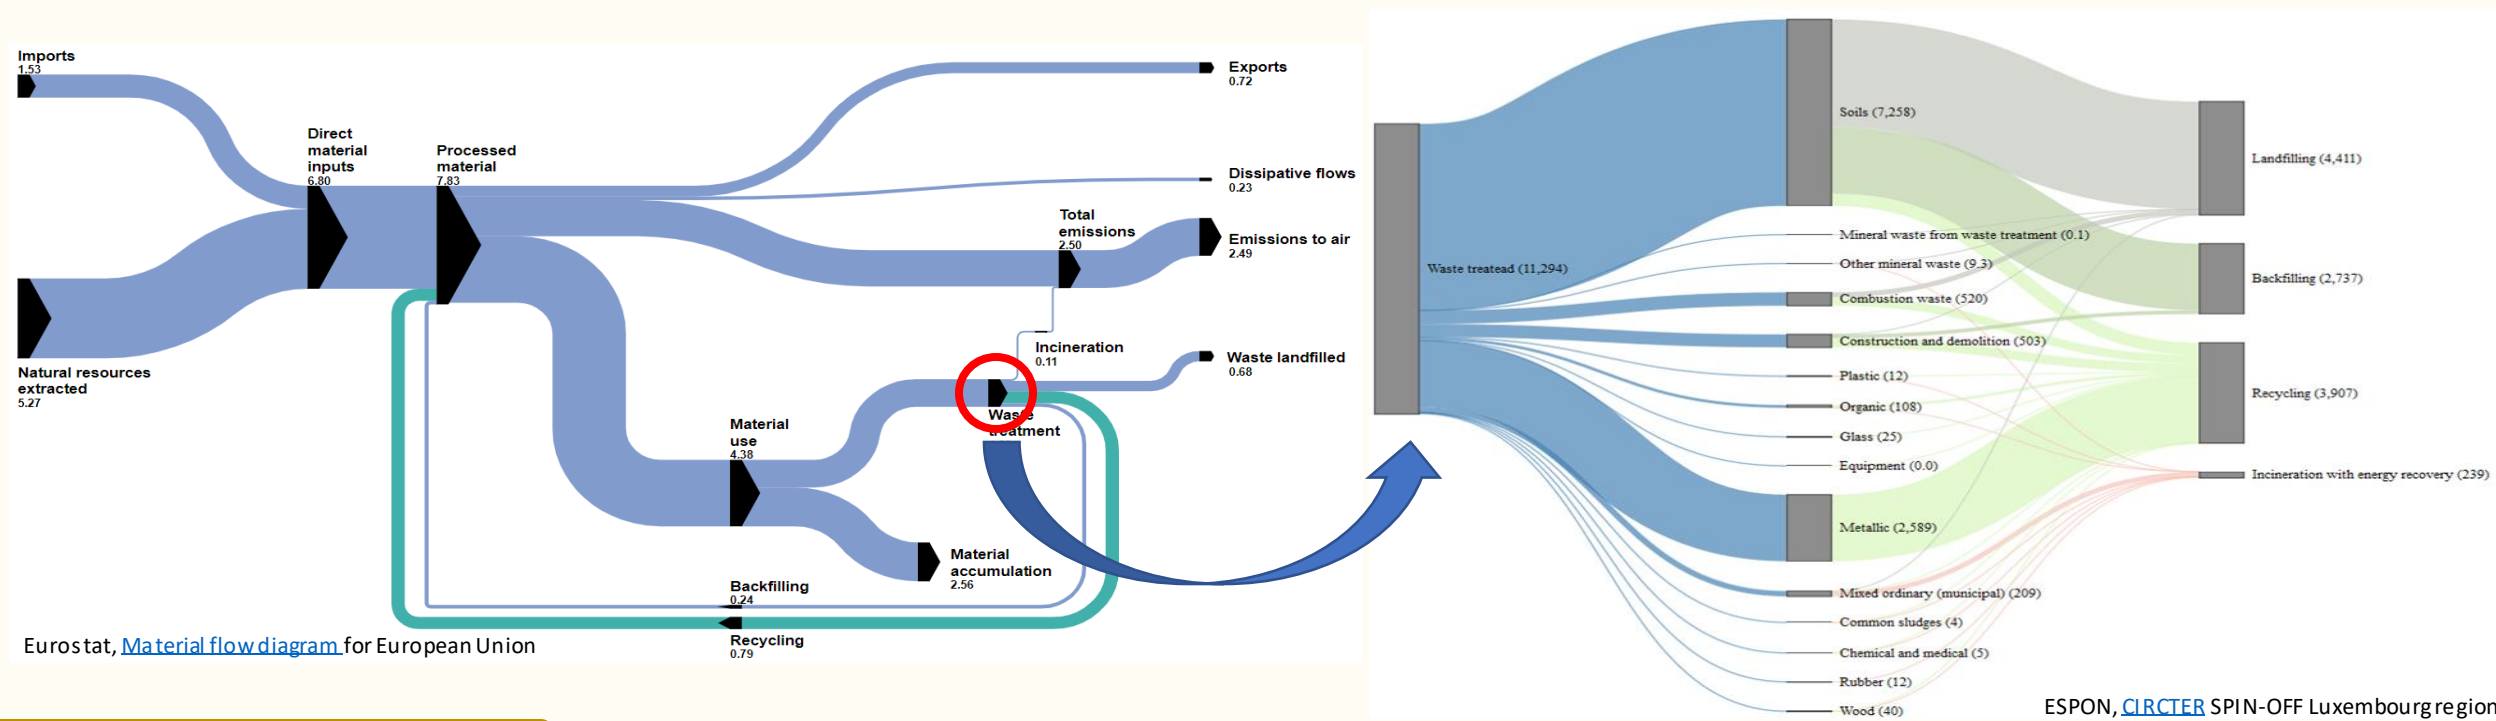 Imports
1.53
Direct
material
inputs
6.80
Processed
material
7.83
Natural resources
extracted
5.27
Exports
0.72
Dissipative flows
0.23
Total
emissions
2.50
Emissions to air
2.49
Incineration
0.11
Waste landfilled
0.68
Waste
treatment
Material
use
4.38
Material
accumulation
2.56
Backfilling
0.24
Recycling
0.79
Eurostat, Material flow diagram for European Union
Waste treatead (11,294)
Soils (7,258)
Mineral waste from waste treatment (0.1)
Other mineral waste (9.3)
Combustion waste (520)
Construction and demolition (503)
Plastic (12)
Organic (108)
Glass (25)
Equipment (0.0)
Metallic (2,589)
Mixed ordinary (municipal) (209)
Common sludges (4)
Chemical and medical (5)
Rubber (12)
Wood (40)
Landfilling (4,411)
Backfilling (2,737)
Recycling (3,907)
Incineration with energy recovery (239)
ESPON, CIRCTER SPIN-OFF Luxembourg region